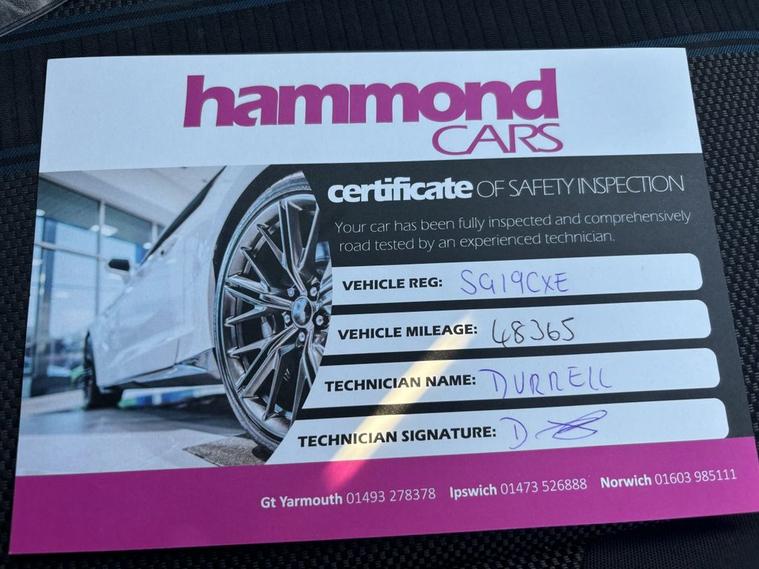 hammond
CARS
certificate OF SAFETY INSPECTION
Your car has been fully inspected and comprehensively
road tested by an experienced technician.
VEHICLE REG: SG19CXE
VEHICLE MILEAGE: 48365
TECHNICIAN NAME: DURRELL
TECHNICIAN SIGNATURE: D
Gt Yarmouth 01493 278378 Ipswich 01473 526888 Norwich 01603 985111